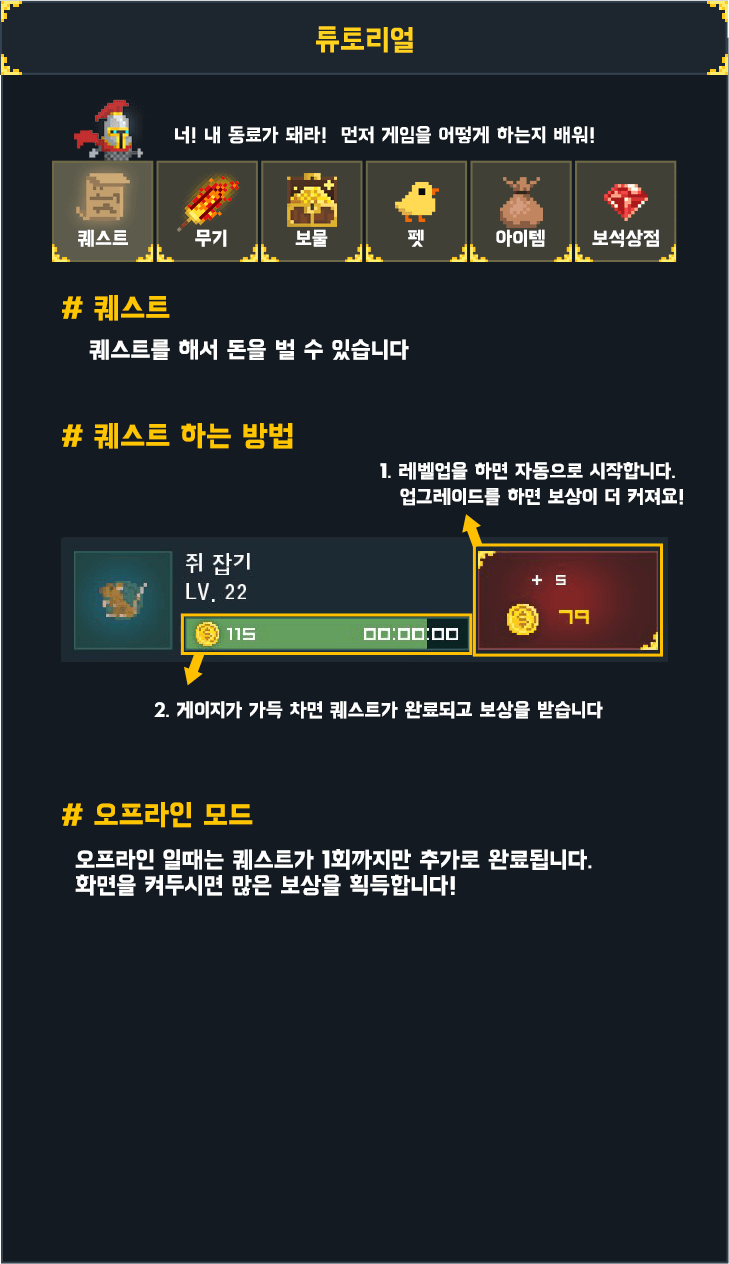 튜토리얼
너! 내 동료가 돼라! 먼저 게임을 어떻게 하는지 배워!
퀘스트 무기 보물 펫 아이템 보석상점
# 퀘스트
퀘스트를 해서 돈을 벌 수 있습니다
# 퀘스트 하는 방법
1. 레벨업을 하면 자동으로 시작합니다.
업그레이드를 하면 보상이 더 커져요!
쥐 잡기
LV. 22
115 00:00:00
+ 5
79
2. 게이지가 가득 차면 퀘스트가 완료되고 보상을 받습니다
# 오프라인 모드
오프라인 일때는 퀘스트가 1회까지만 추가로 완료됩니다.
화면을 켜두시면 많은 보상을 획득합니다!